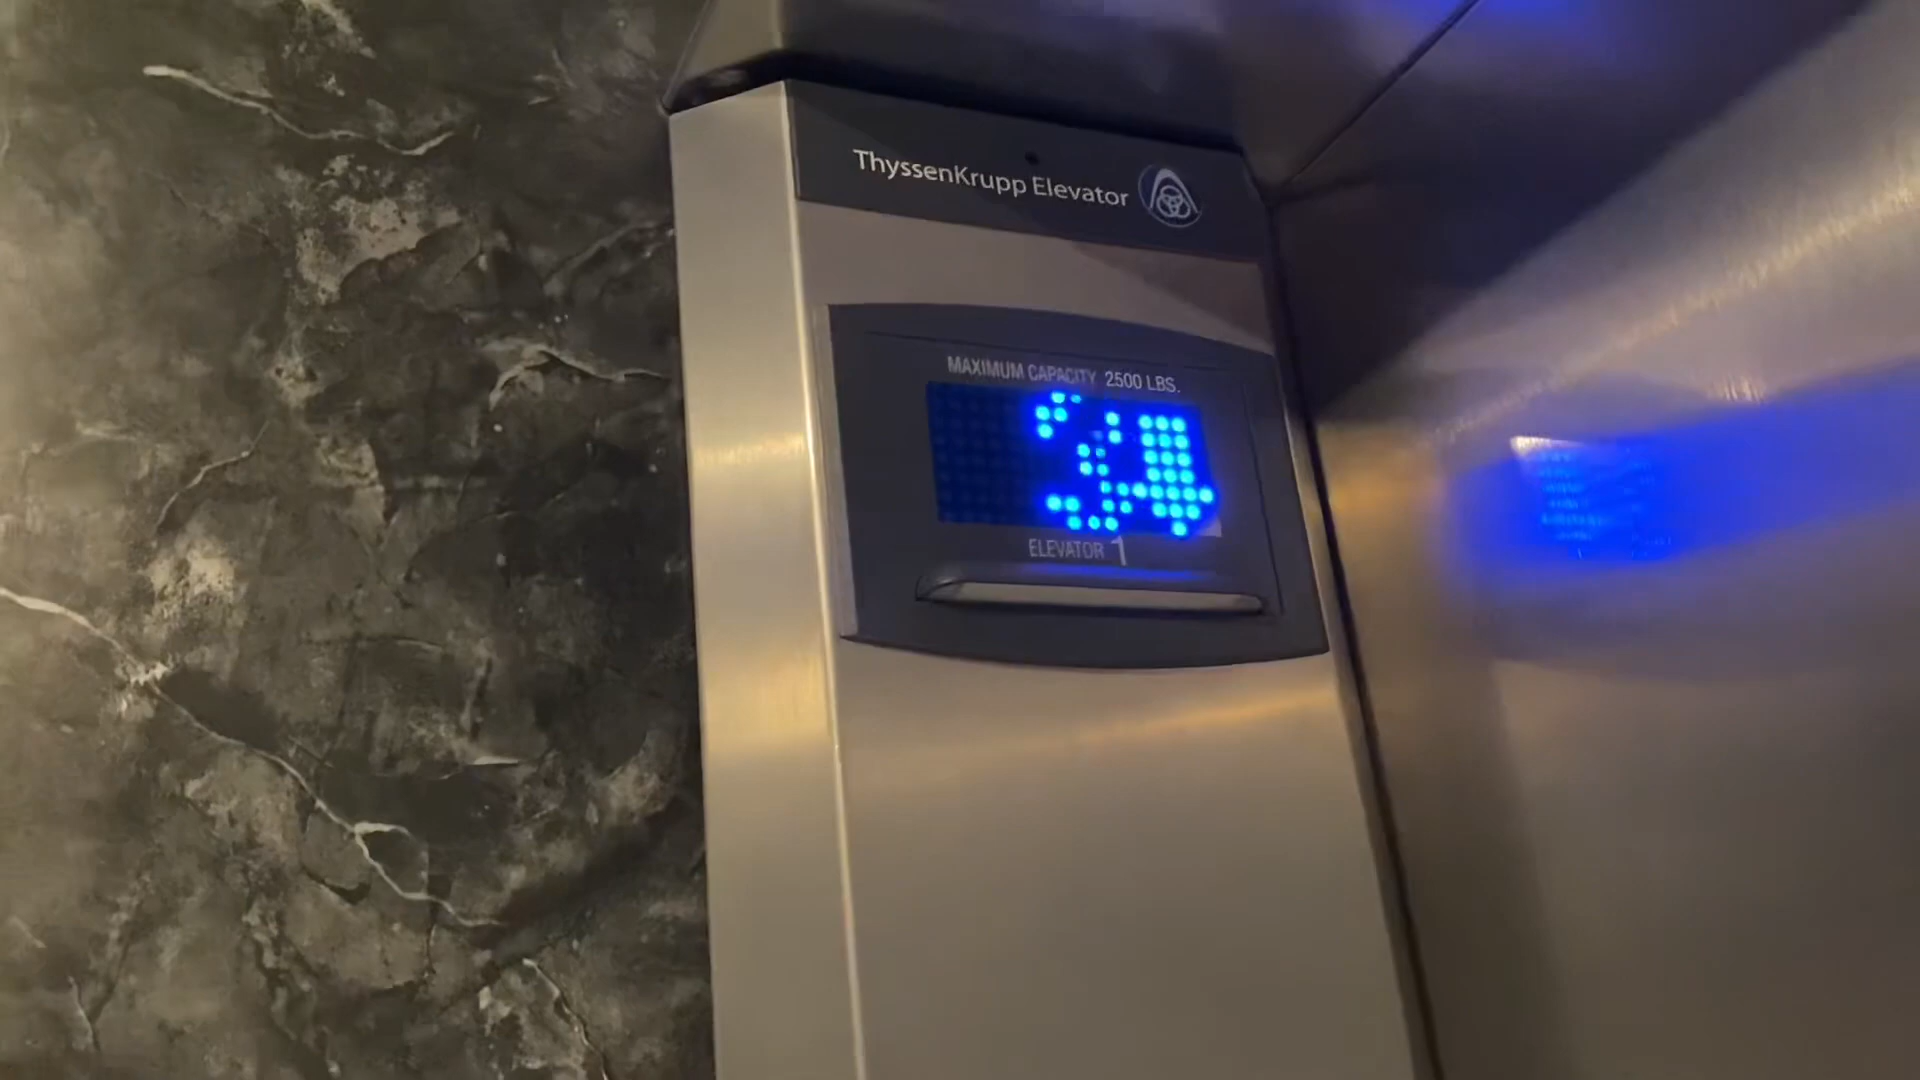 ThyssenKrupp Elevator
MAXIMUM CAPACITY 2500 LBS.
ELEVATOR 1